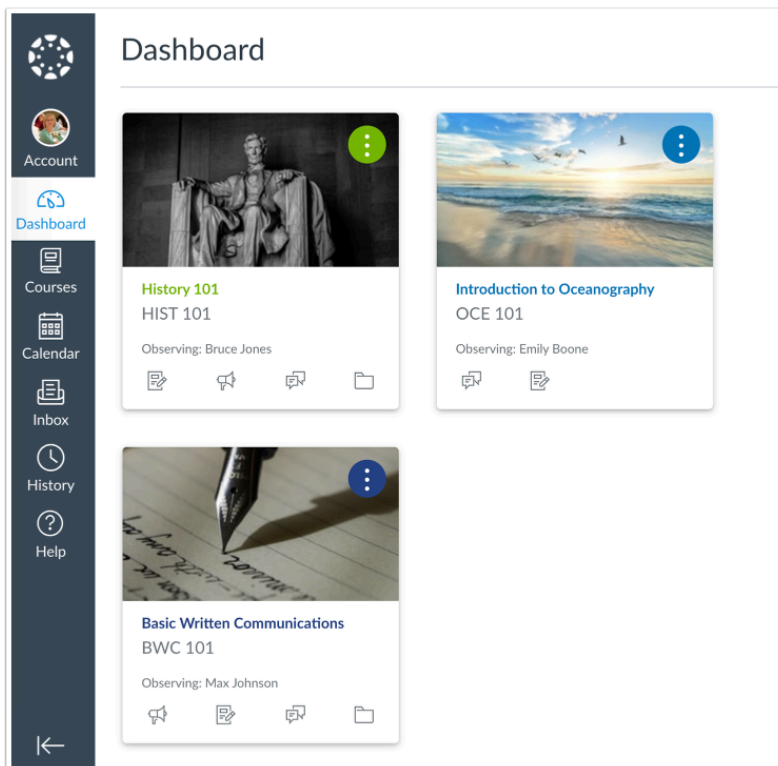 Dashboard
Account
Dashboard
Courses
Calendar
Inbox
History
Help
History 101
HIST 101
Observing: Bruce Jones
Introduction to Oceanography
OCE 101
Observing: Emily Boone
Basic Written Communications
BWC 101
Observing: Max Johnson